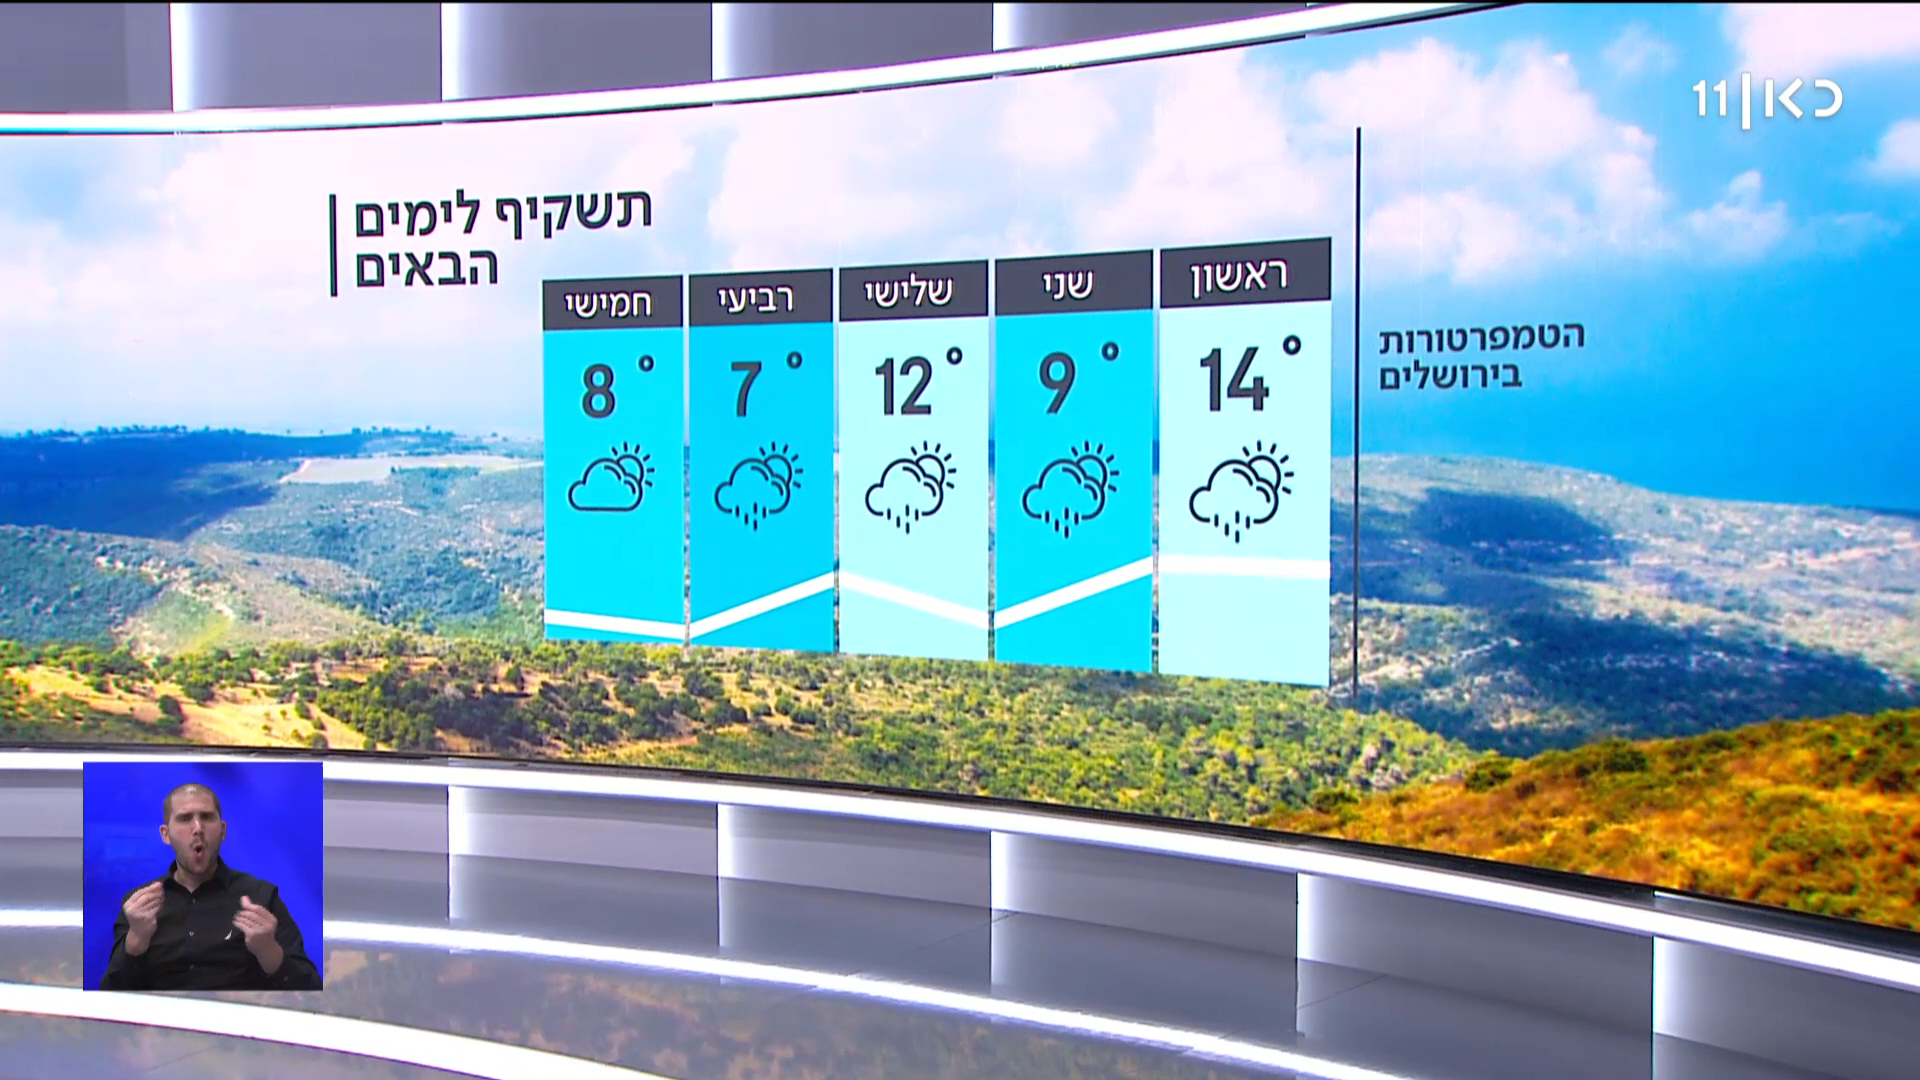 כאן 11
תשקיף לימים
הבאים
ראשון
שני
שלישי
רביעי
חמישי
14°
9°
12°
7°
8°
הטמפרטורות
בירושלים